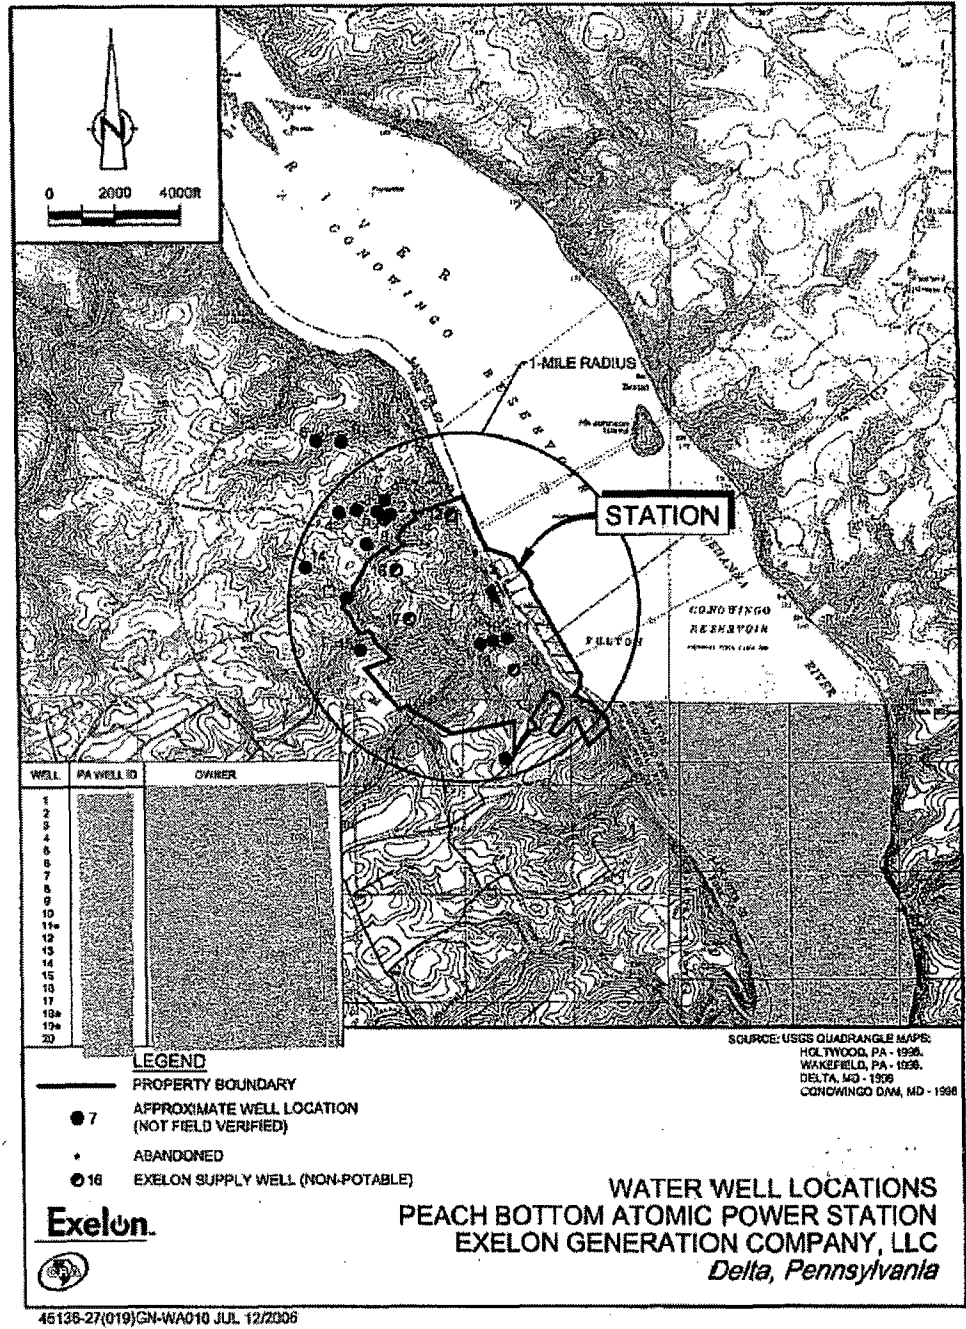 N
0 2000 4000ft
RIVER
CONOWINGO RESERVOIR
1-MILE RADIUS
STATION
CONOWINGO
RESERVOIR
FULTON
RIVER
WELL PA WELL ID OWNER
1
2
3
4
5
6
7
8
9
10
11*
12
13
14
15
16
17
18*
19*
20
LEGEND
PROPERTY BOUNDARY
7 APPROXIMATE WELL LOCATION
(NOT FIELD VERIFIED)
* ABANDONED
16 EXELON SUPPLY WELL (NON-POTABLE)
SOURCE: USGS QUADRANGLE MAPS:
HOLTWOOD, PA - 1998.
WAKEFIELD, PA - 1998.
DELTA, MD - 1998
CONOWINGO DAM, MD - 1998
Exelon
WATER WELL LOCATIONS
PEACH BOTTOM ATOMIC POWER STATION
EXELON GENERATION COMPANY, LLC
Delta, Pennsylvania
45136-27(019)GN-WA010 JUL 12/2006